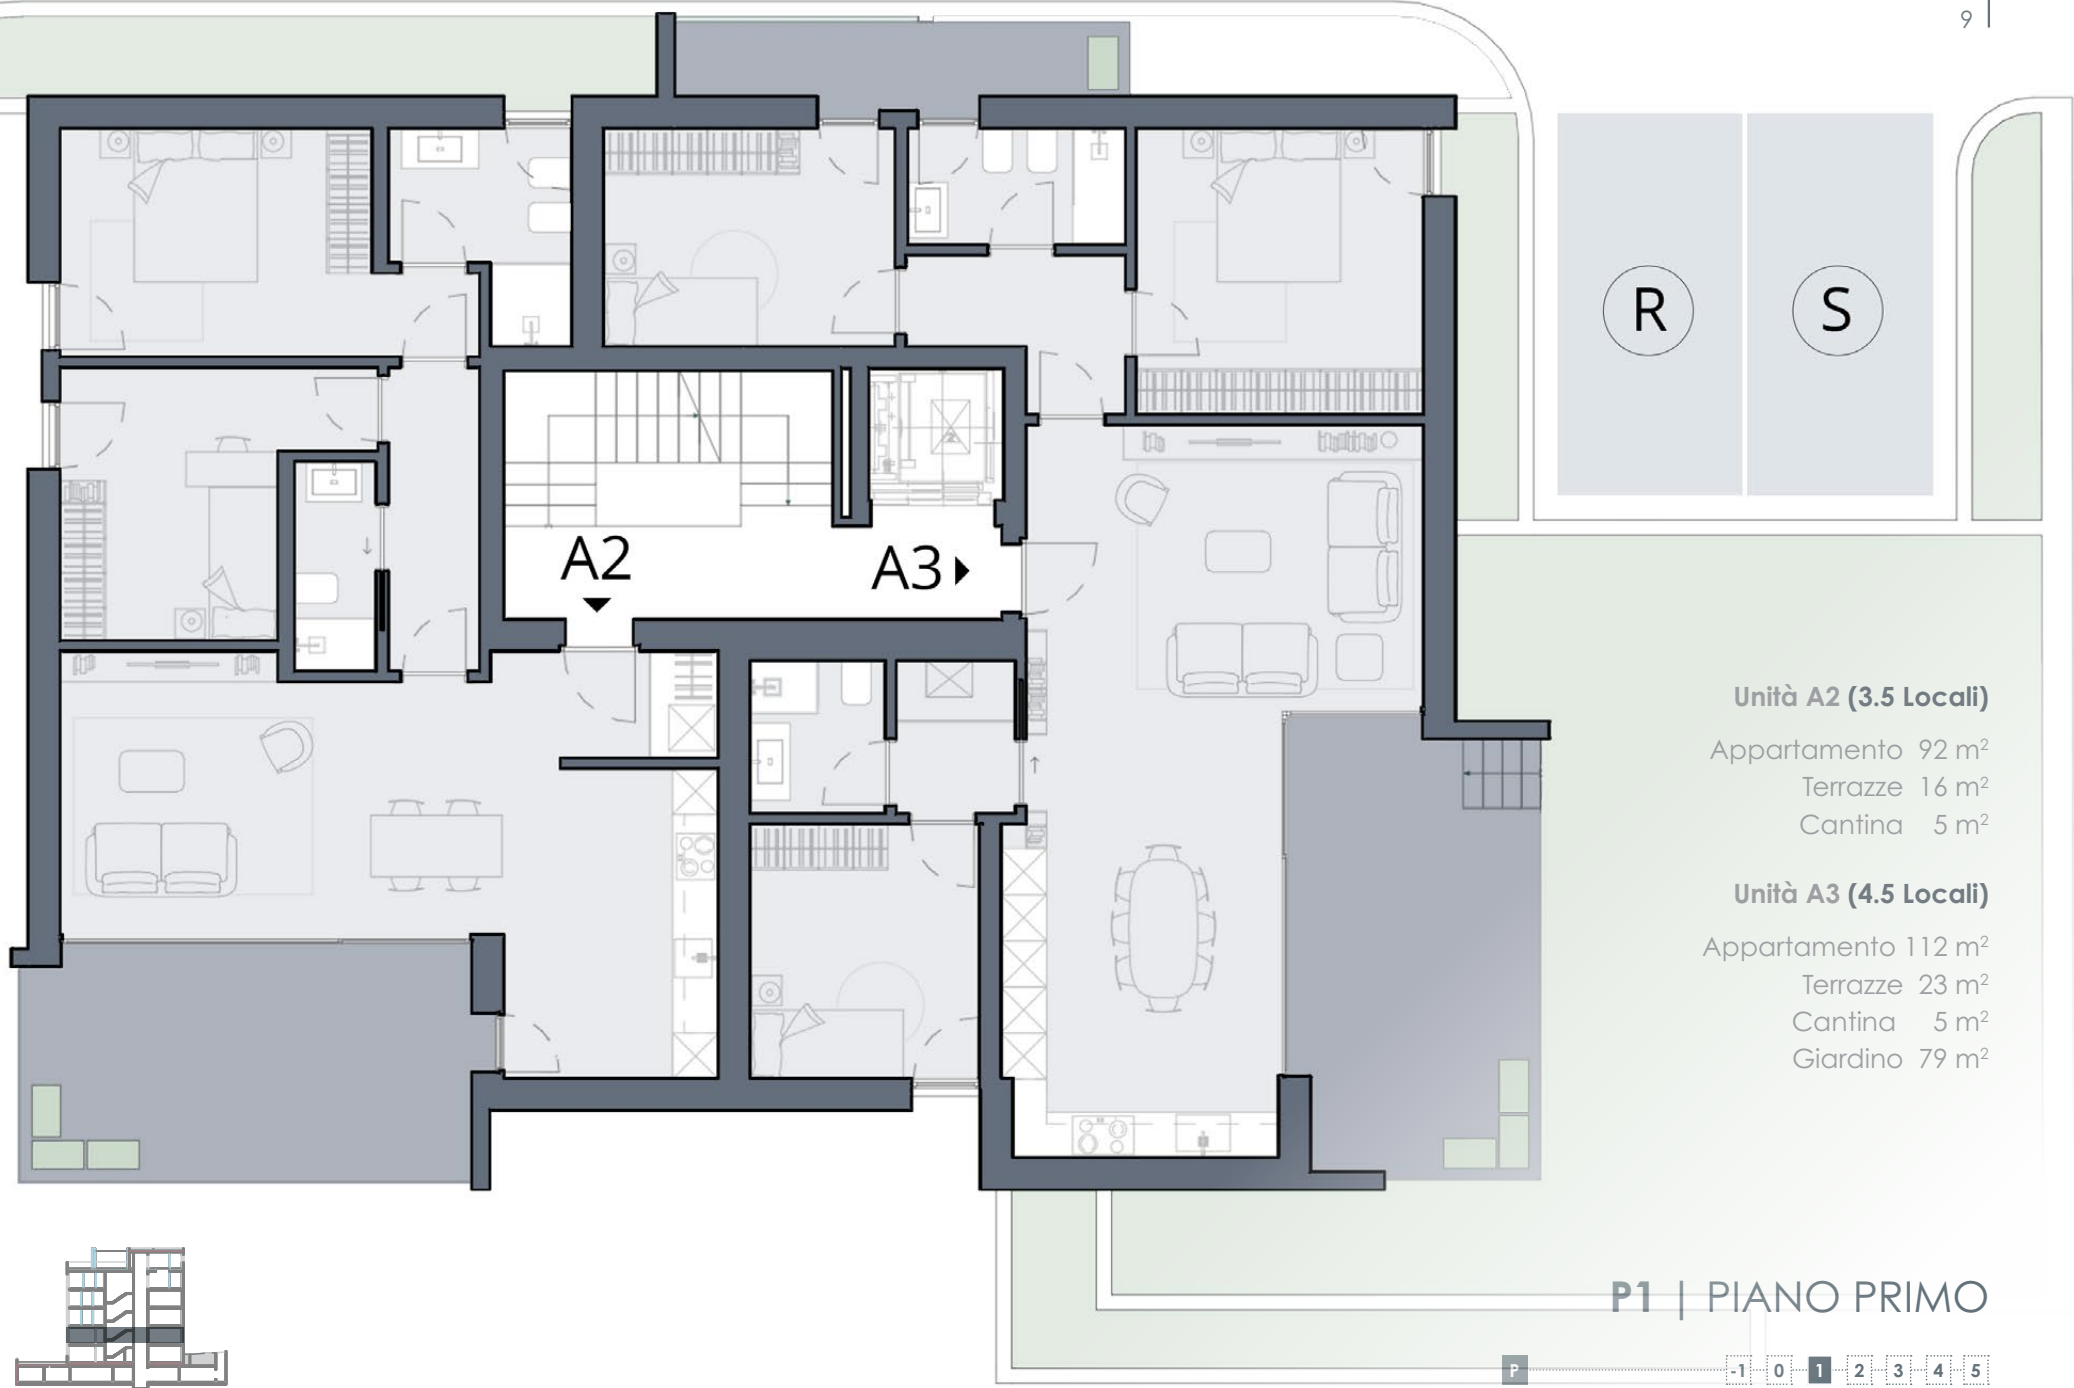 9
R
S
A2
A3
Unità A2 (3.5 Locali)
Appartamento 92 m²
Terrazze 16 m²
Cantina 5 m²
Unità A3 (4.5 Locali)
Appartamento 112 m²
Terrazze 23 m²
Cantina 5 m²
Giardino 79 m²
P1 | PIANO PRIMO
P -1 0 1 2 3 4 5